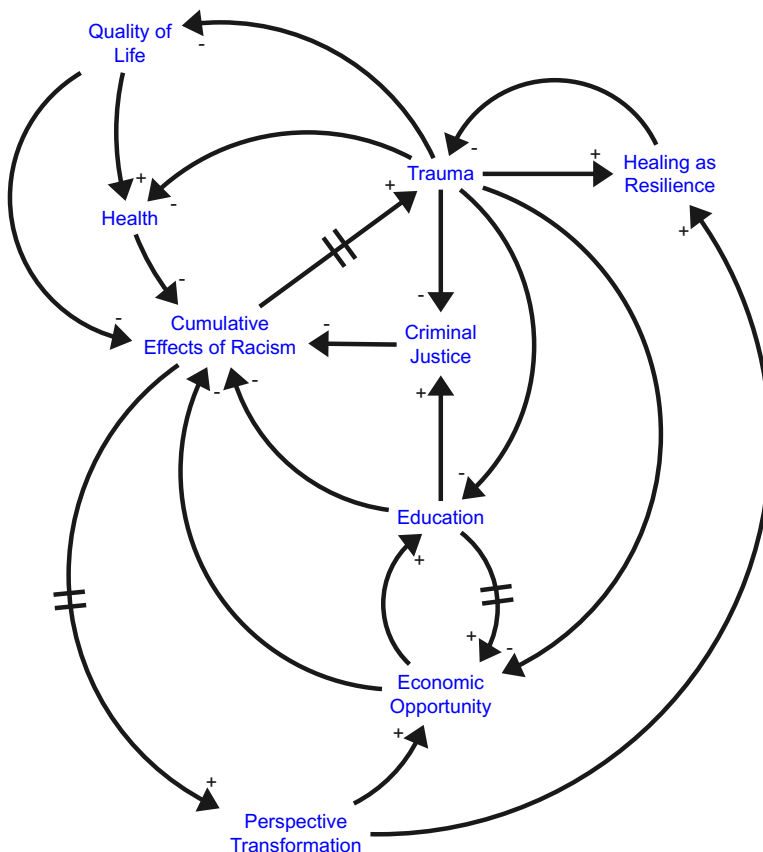 Quality of
Life
-
-
Trauma
+
+
-
Healing as
Resilience
+
-
Health
+
-
-
-
-
Cumulative
Effects of Racism
Criminal
Justice
+
-
-
-
Education
+
+
-
Economic
Opportunity
+
+
Perspective
Transformation